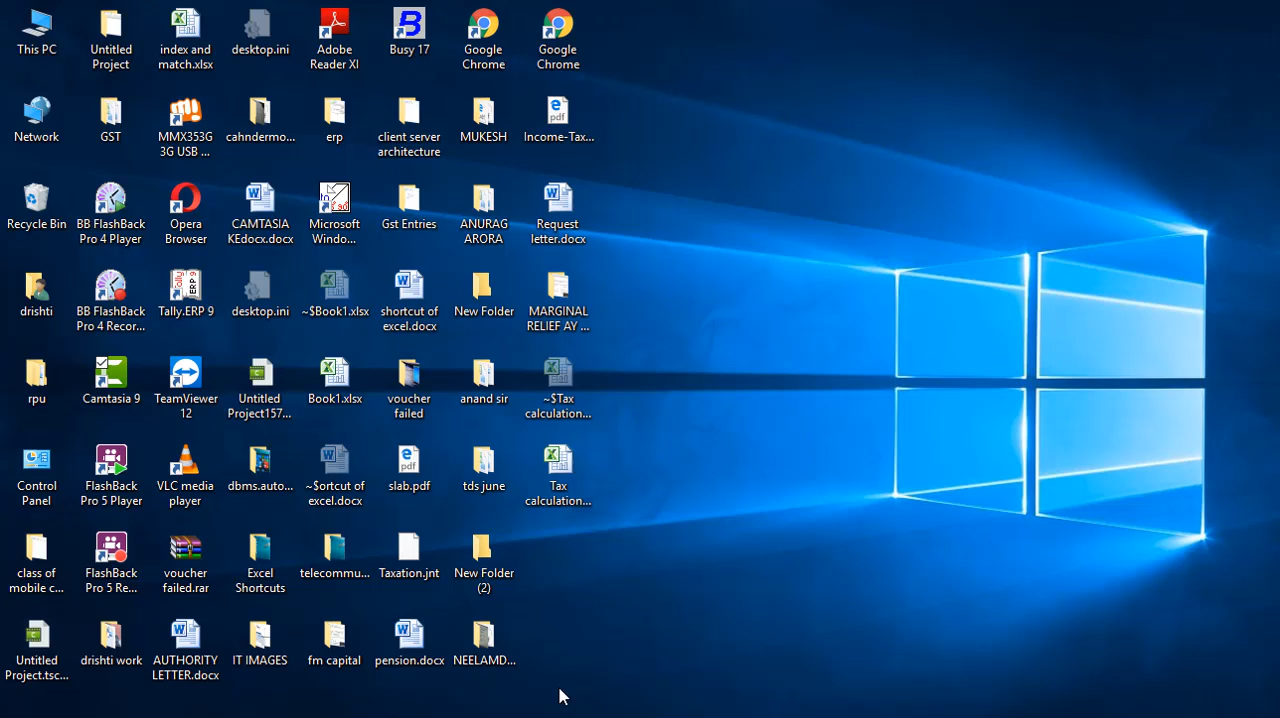 This PC
Untitled
Project
index and
match.xlsx
desktop.ini
Adobe
Reader XI
B
Busy 17
Google
Chrome
Google
Chrome
Network
GST
MMX353G
3G USB ...
cahndermo...
erp
client server
architecture
MUKESH
pdf
Income-Tax...
Recycle Bin
BB FlashBack
Pro 4 Player
Opera
Browser
CAMTASIA
KEdocx.docx
Microsoft
Windo...
Gst Entries
ANURAG
ARORA
Request
letter.docx
drishti
BB FlashBack
Pro 4 Recor...
Tally
ERP 9
Tally.ERP 9
desktop.ini
~$Book1.xlsx
shortcut of
excel.docx
New Folder
MARGINAL
RELIEF AY ...
rpu
Camtasia 9
TeamViewer
12
Untitled
Project157...
Book1.xlsx
voucher
failed
anand sir
~$Tax
calculation...
Control
Panel
FlashBack
Pro 5 Player
VLC media
player
dbms.auto...
~$ortcut of
excel.docx
pdf
slab.pdf
tds june
Tax
calculation...
class of
mobile c...
FlashBack
Pro 5 Re...
voucher
failed.rar
Excel
Shortcuts
telecommu...
Taxation.jnt
New Folder
(2)
Untitled
Project.tsc...
drishti work
AUTHORITY
LETTER.docx
IT IMAGES
fm capital
pension.docx
NEELAMD...